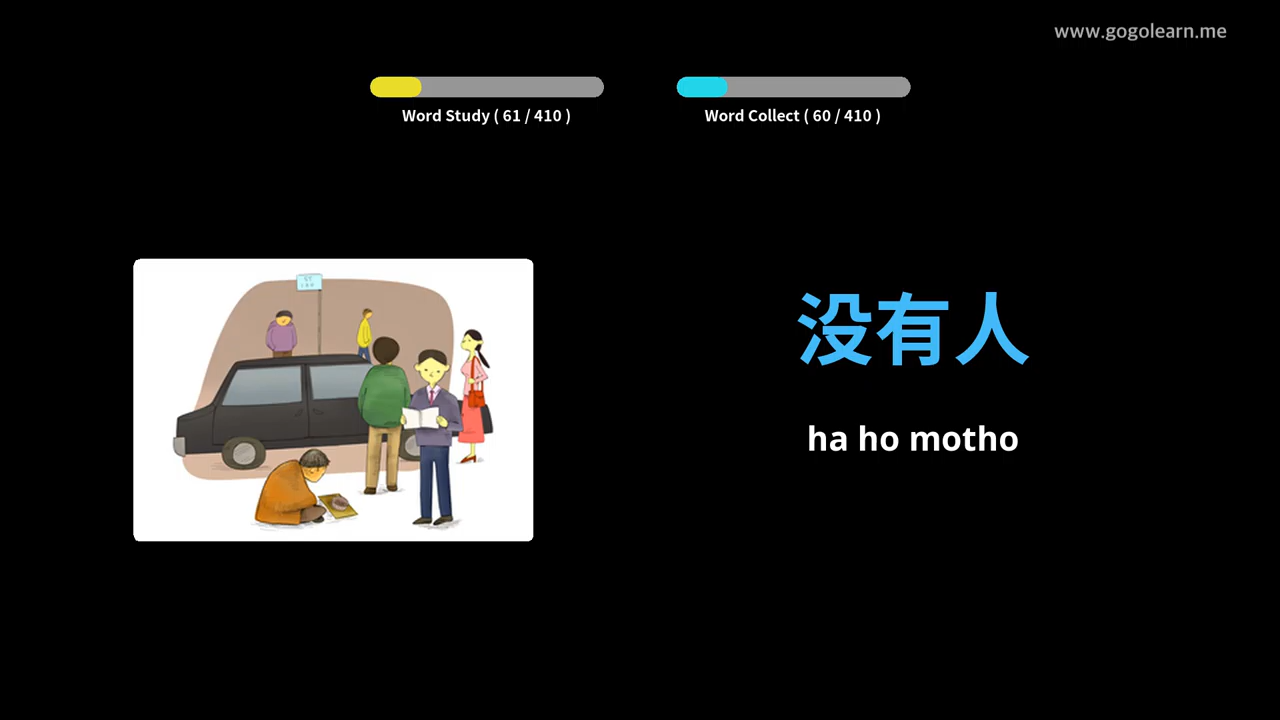 www.gogolearn.me
Word Study ( 61 / 410 )
Word Collect ( 60 / 410 )
没有人
ha ho motho